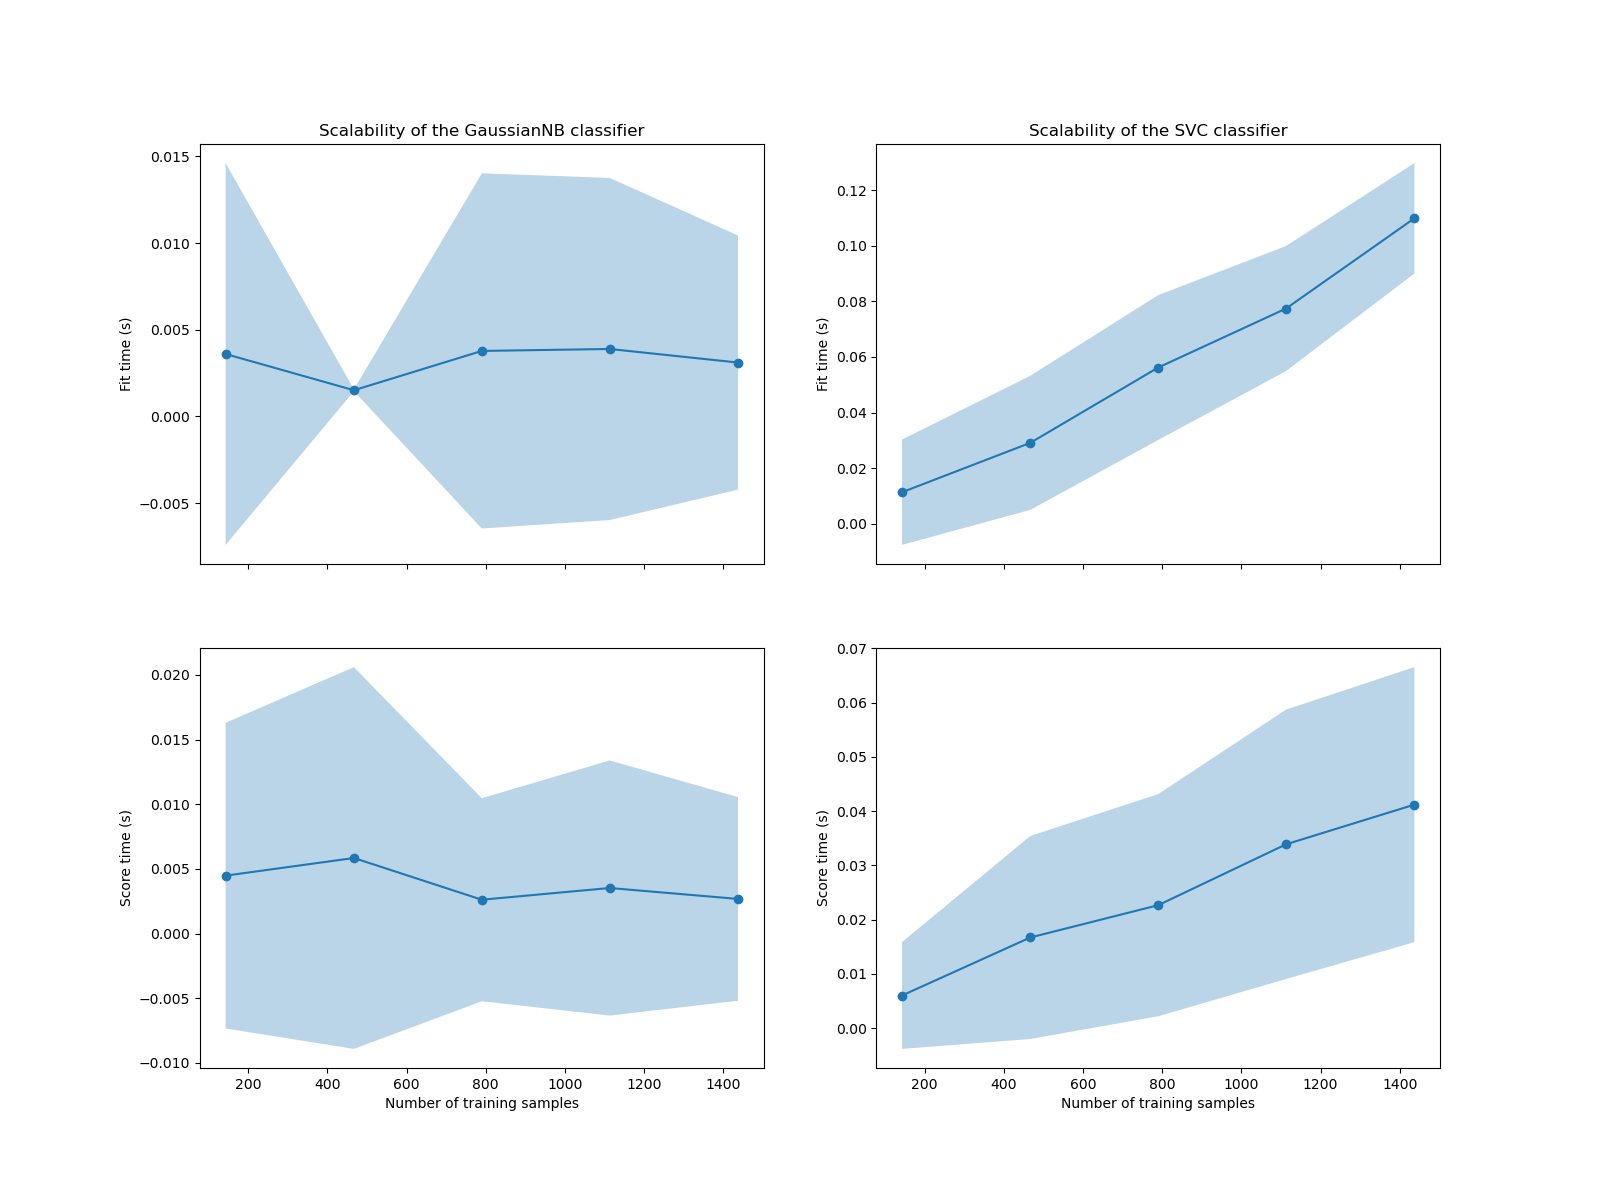 Scalability of the GaussianNB classifier
0.015
0.010
0.005
0.000
−0.005
Fit time (s)
Scalability of the SVC classifier
0.12
0.10
0.08
0.06
0.04
0.02
0.00
Fit time (s)
0.020
0.015
0.010
0.005
0.000
−0.005
−0.010
Score time (s)
200 400 600 800 1000 1200 1400
Number of training samples
0.07
0.06
0.05
0.04
0.03
0.02
0.01
0.00
Score time (s)
200 400 600 800 1000 1200 1400
Number of training samples